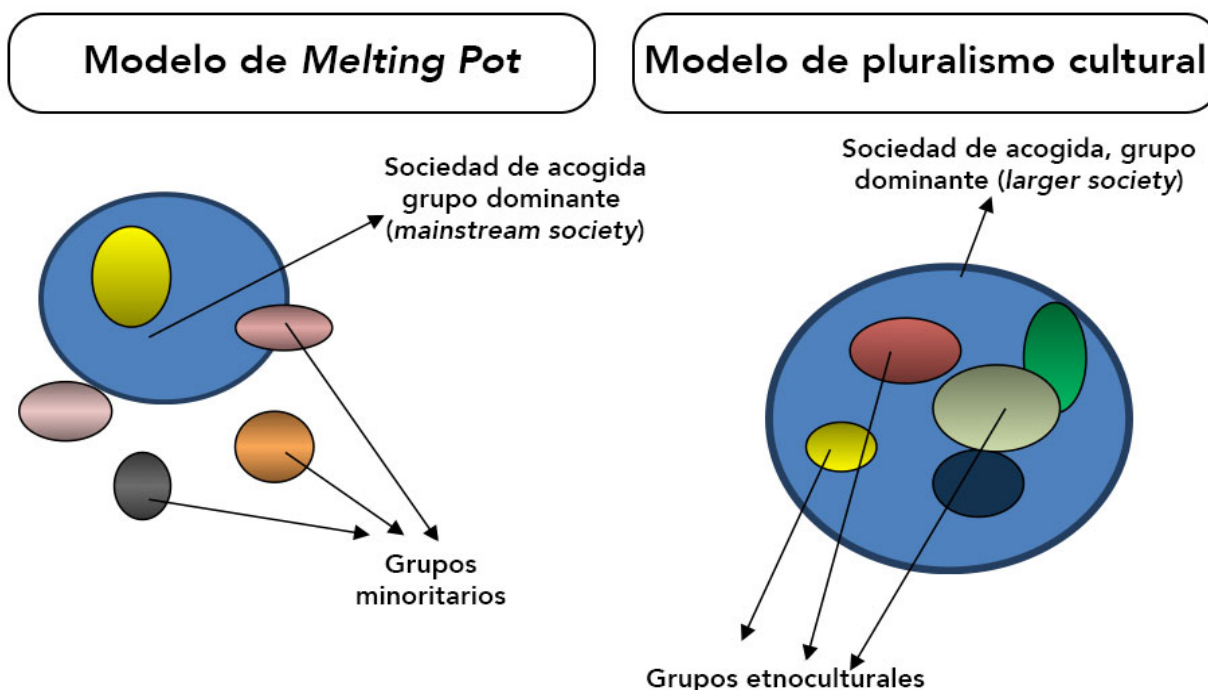 Modelo de Melting Pot
Modelo de pluralismo cultural
Sociedad de acogida
grupo dominante
(mainstream society)
Sociedad de acogida, grupo
dominante (larger society)
Grupos
minoritarios
Grupos etnoculturales